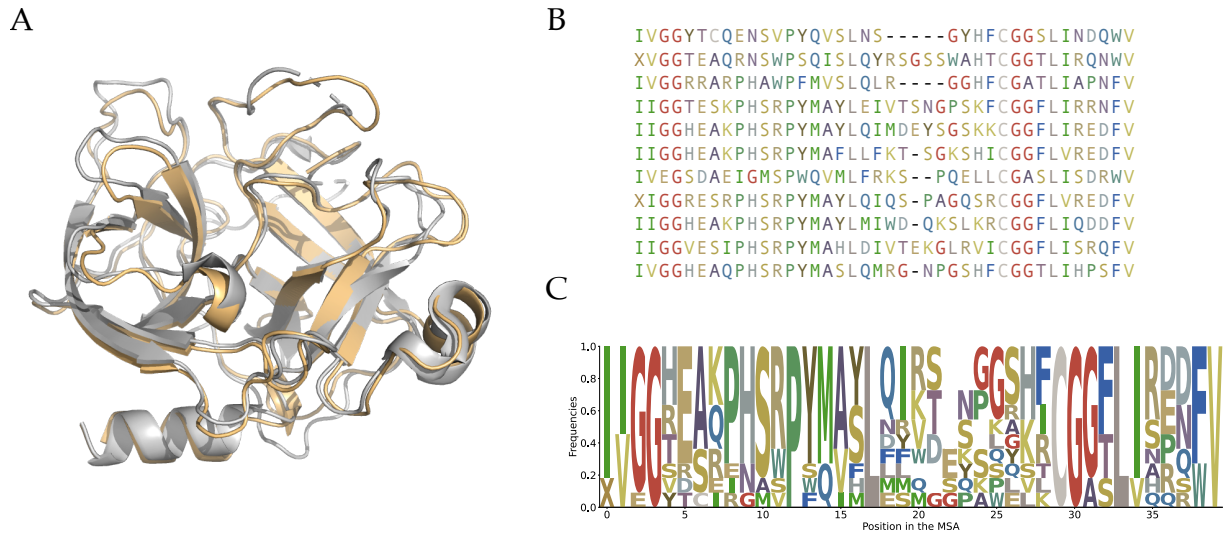 A
B
IVGGYTCQENSVPYQVSLNS-----GYHFCGGSLINDQWV
XVGGTEAQRNSWPSQISLQYRSGSSWAHTCGGTLIRQNWV
IVGGRRARPHAWPFMVSLQLR----GGHFCGATLIAPNFV
IIGGTESKPHSRPYMAYLEIVTSNGPSKFCGGFLIRRNFV
IIGGHEAKPHSRPYMAYLQIMDEYSGSKKCGGFLIREDFV
IIGGHEAKPHSRPYMAFLLFKT-SGKSHICGGFLVREDFV
IVEGSDAEIGMSPWQVMLFRKS--PQELLCGASLISDRWV
XIGGRESRPHSRPYMAYLQIQS-PAGQSRCGGFLVREDFV
IIGGHEAKPHSRPYMAYLMIWD-QKSLKRCGGFLIQDDFV
IIGGVESIPHSRPYMAHLDIVTEKGLRVICGGFLISRQFV
IVGGHEAQPHSRPYMASLQMRG-NPGSHFCGGTLIHPSFV
C
Frequencies
1.0
0.8
0.6
0.4
0.2
0.0
0 5 10 15 20 25 30 35
Position in the MSA